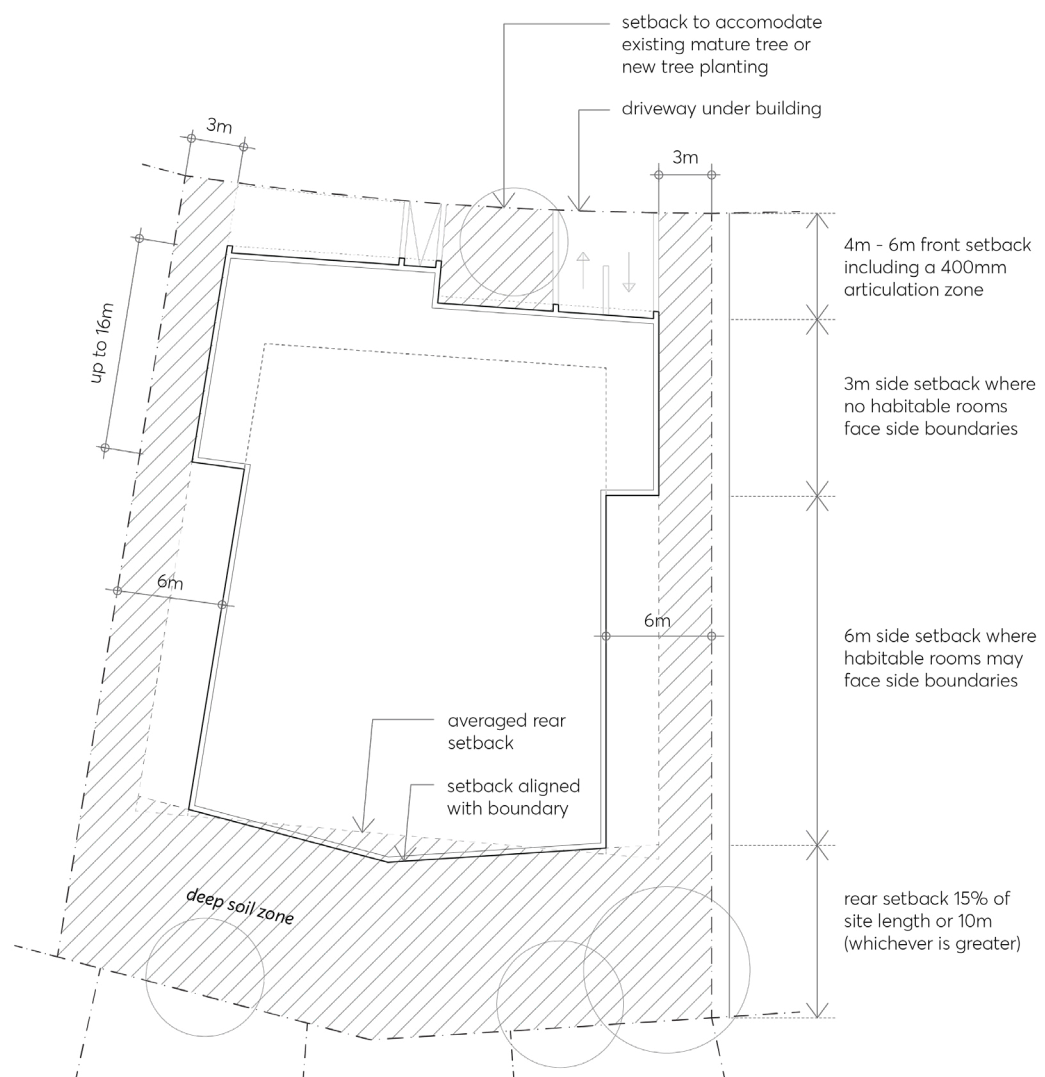 setback to accomodate
existing mature tree or
new tree planting
driveway under building
3m
3m
4m - 6m front setback
including a 400mm
articulation zone
up to 16m
3m side setback where
no habitable rooms
face side boundaries
6m
6m
6m side setback where
habitable rooms may
face side boundaries
averaged rear
setback
setback aligned
with boundary
deep soil zone
rear setback 15% of
site length or 10m
(whichever is greater)